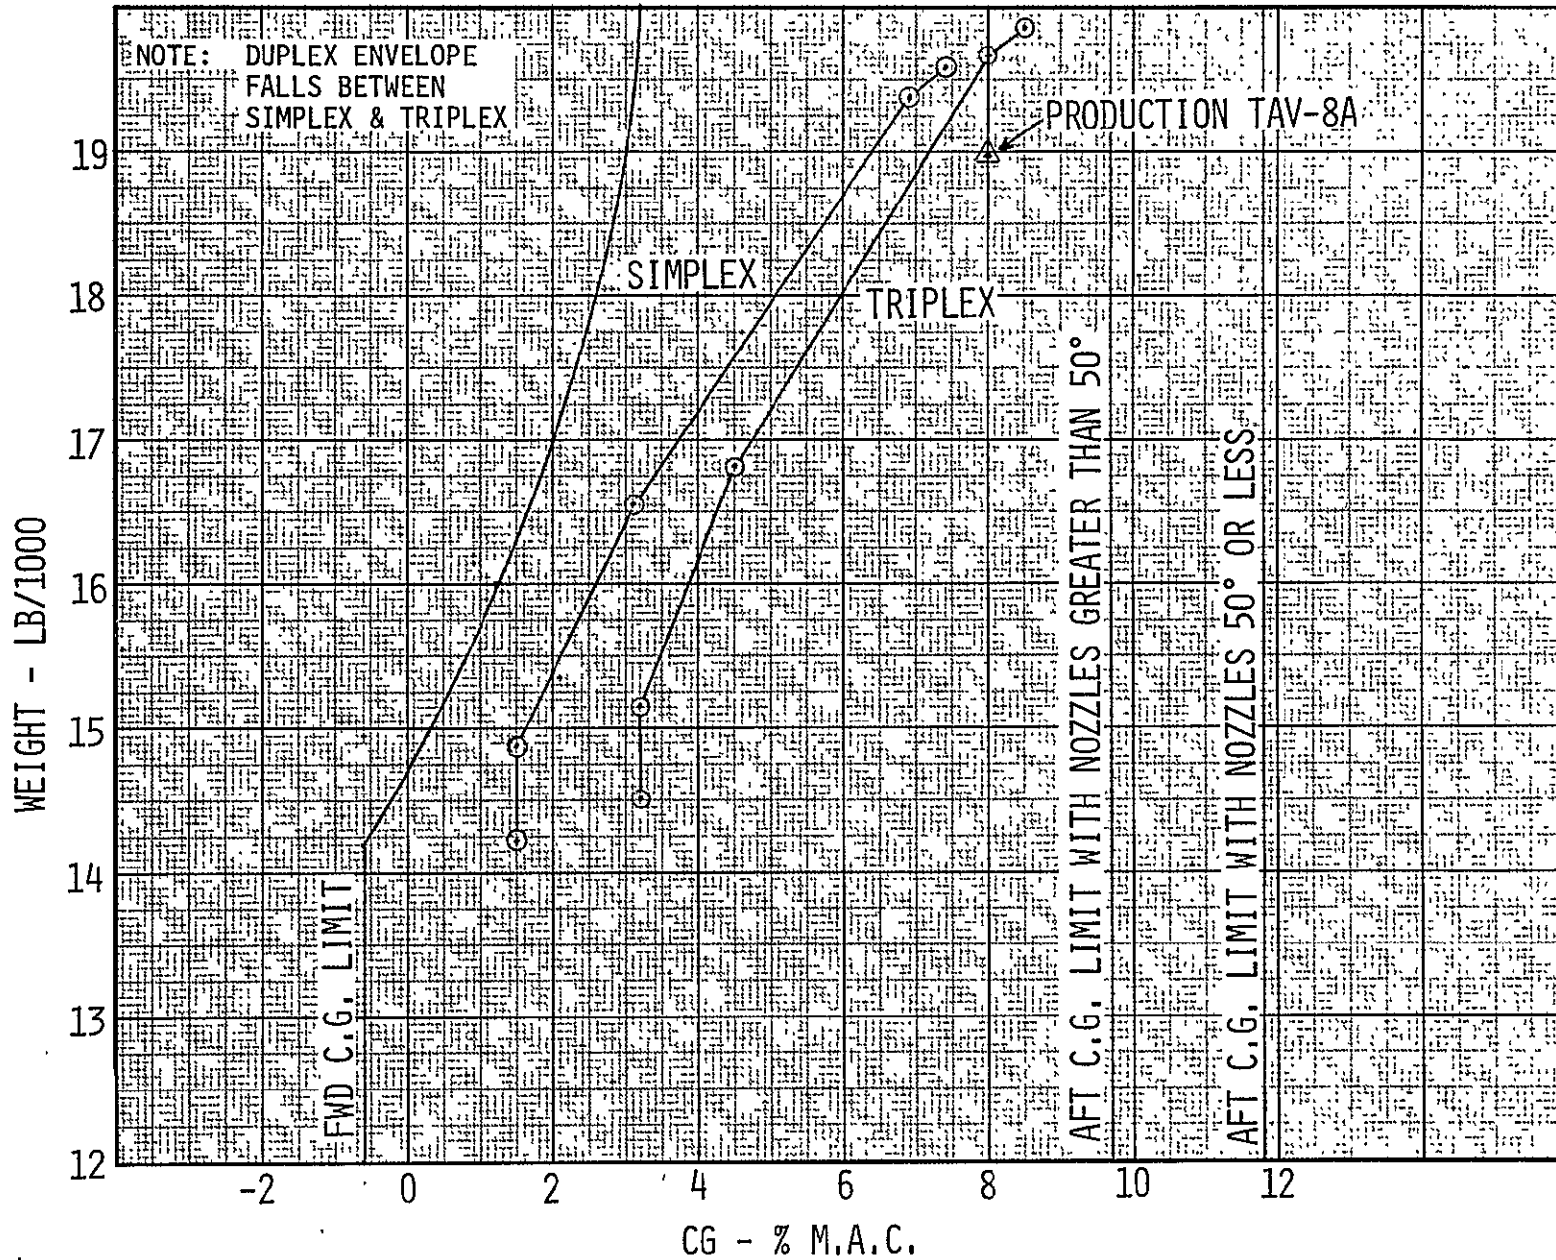 NOTE: DUPLEX ENVELOPE
FALLS BETWEEN
SIMPLEX & TRIPLEX
PRODUCTION TAV-8A
SIMPLEX
TRIPLEX
FWD C.G. LIMIT
AFT C.G. LIMIT WITH NOZZLES GREATER THAN 50°
AFT C.G. LIMIT WITH NOZZLES 50° OR LESS
WEIGHT - LB/1000
19
18
17
16
15
14
13
12
-2 0 2 4 6 8 10 12
CG - % M.A.C.